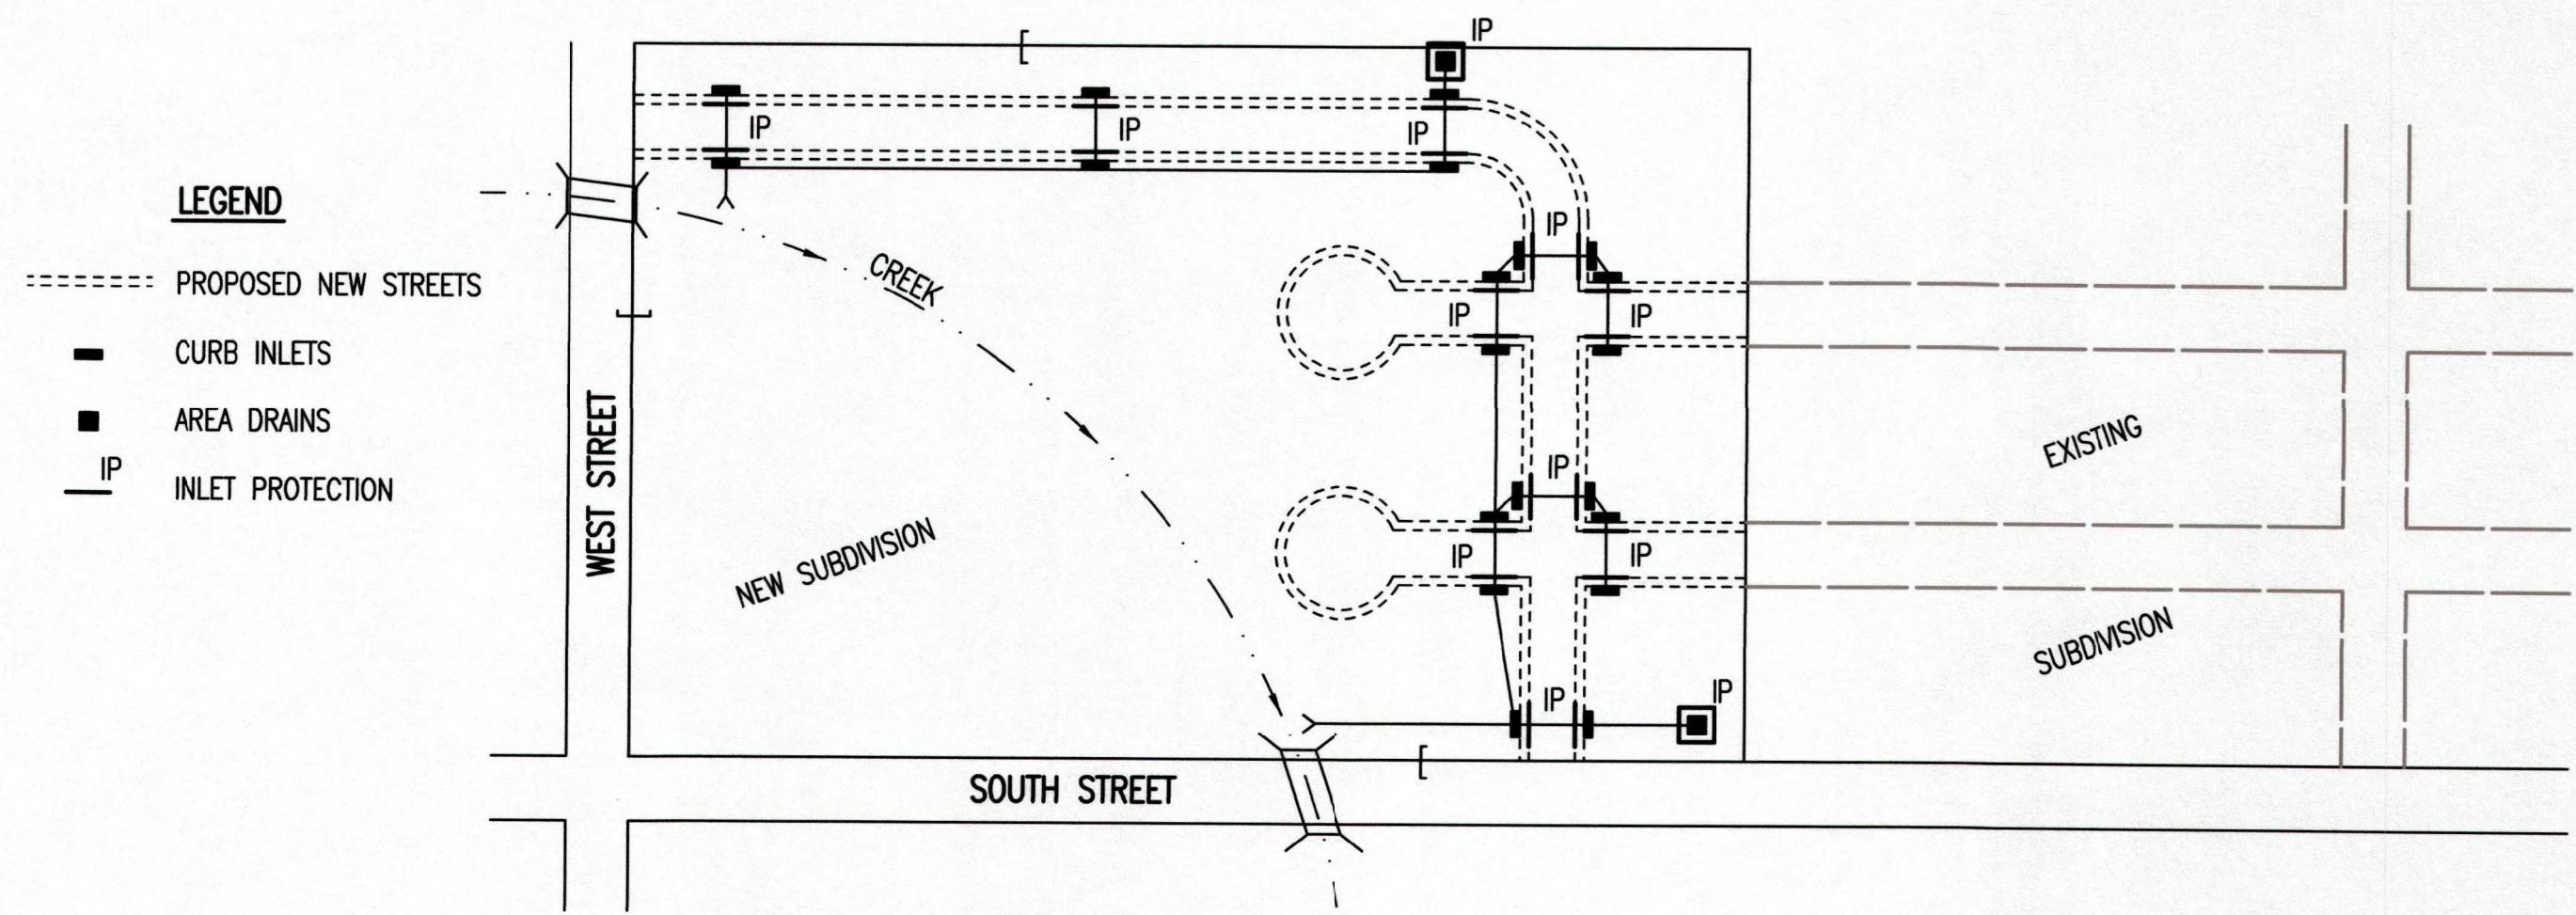 LEGEND
PROPOSED NEW STREETS
CURB INLETS
AREA DRAINS
IP
INLET PROTECTION
IP
IP
IP
IP
IP
IP
IP
IP
IP
IP
IP
IP
WEST STREET
CREEK
NEW SUBDIVISION
SOUTH STREET
EXISTING
SUBDIVISION